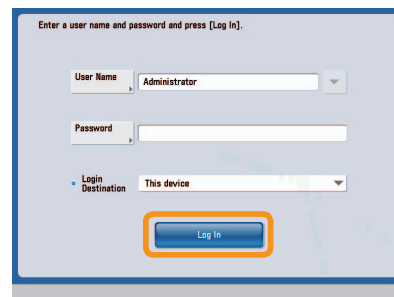 Enter a user name and password and press [Log In].
User Name
Administrator
Password
Login
Destination
This device
Log In